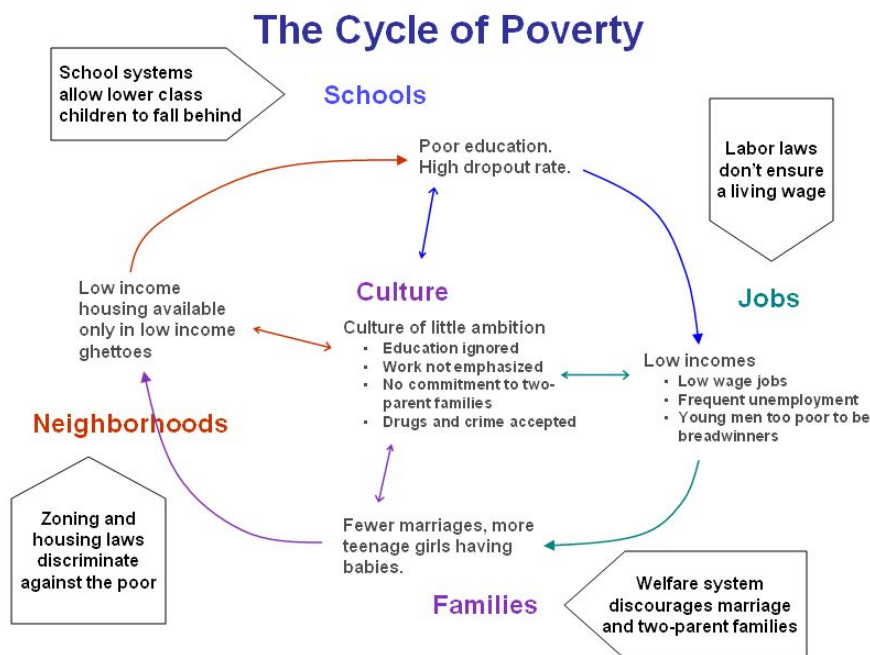 The Cycle of Poverty
School systems
allow lower class
children to fall behind
Schools
Poor education.
High dropout rate.
Labor laws
don't ensure
a living wage
Jobs
Low incomes
▪ Low wage jobs
▪ Frequent unemployment
▪ Young men too poor to be
breadwinners
Culture
Culture of little ambition
▪ Education ignored
▪ Work not emphasized
▪ No commitment to two-
parent families
▪ Drugs and crime accepted
Low income
housing available
only in low income
ghettoes
Neighborhoods
Zoning and
housing laws
discriminate
against the poor
Fewer marriages, more
teenage girls having
babies.
Families
Welfare system
discourages marriage
and two-parent families